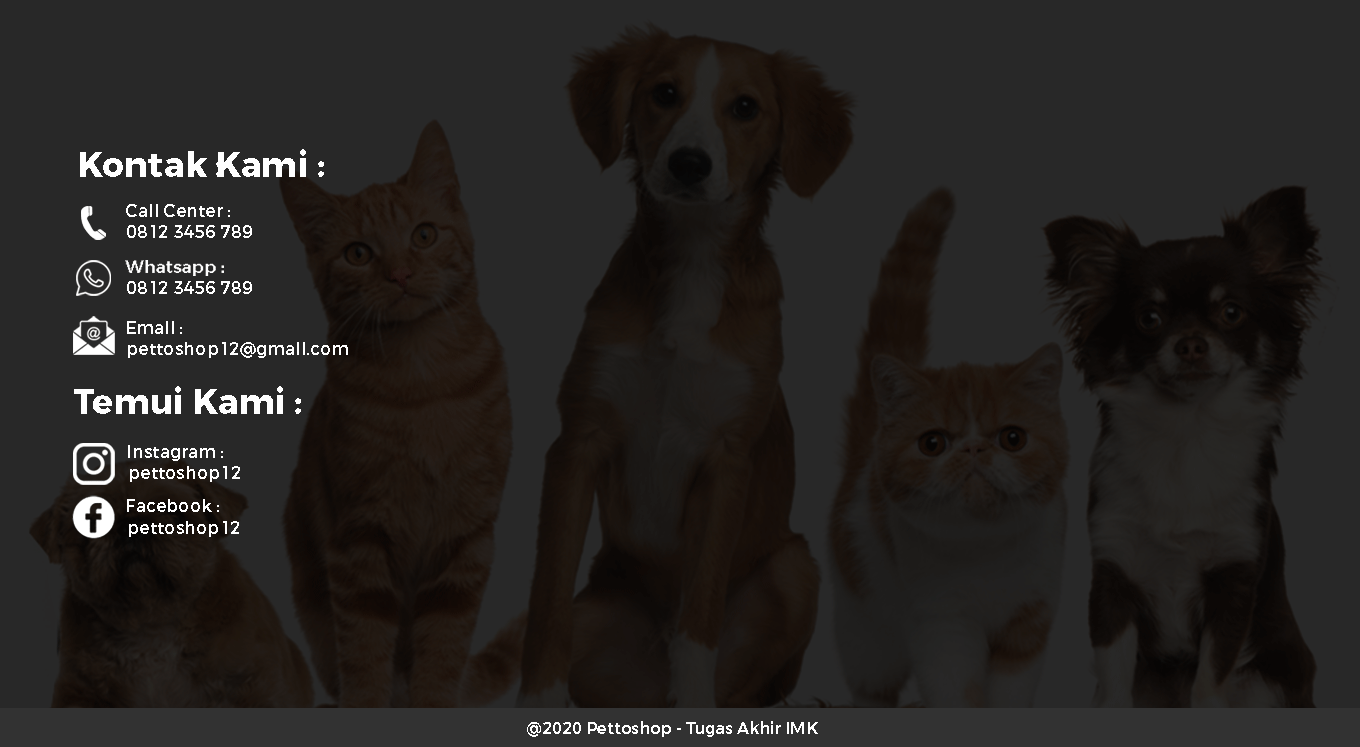 Kontak Kami :
Call Center :
0812 3456 789
Whatsapp :
0812 3456 789
Email :
pettoshop12@gmail.com
Temui Kami :
Instagram :
pettoshop12
Facebook :
pettoshop12
@2020 Pettoshop - Tugas Akhir IMK